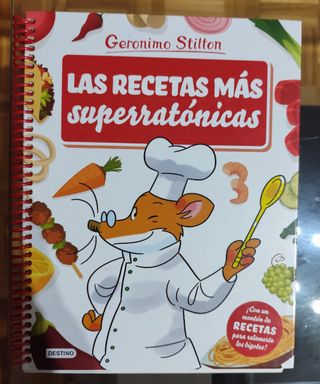 Geronimo Stilton
LAS RECETAS MÁS
superratónicas
¡Con un
montón de
RECETAS
para relamerte
los bigotes!
DESTINO